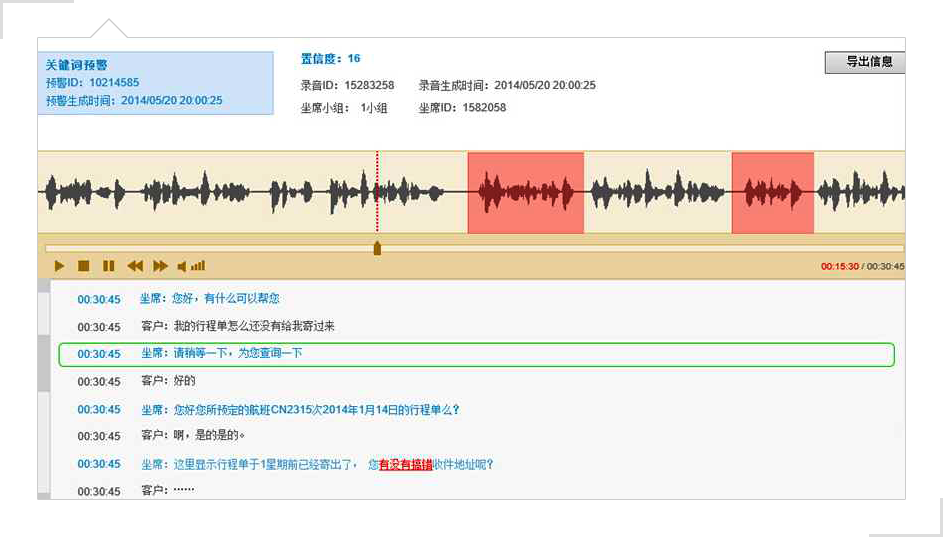 关键词预警
预警ID：10214585
预警生成时间：2014/05/20 20:00:25
置信度：16
录音ID：15283258 录音生成时间：2014/05/20 20:00:25
坐席小组： 1小组 坐席ID：1582058
导出信息
00:15:30 / 00:30:45
00:30:45 坐席：您好，有什么可以帮您
00:30:45 客户：我的行程单怎么还没有给我寄过来
00:30:45 坐席：请稍等一下，为您查询一下
00:30:45 客户：好的
00:30:45 坐席：您好您所预定的航班CN2315次2014年1月14日的行程单么？
00:30:45 客户：啊，是的是的。
00:30:45 坐席：这里显示行程单于1星期前已经寄出了， 您有没有搞错收件地址呢？
00:30:45 客户：……